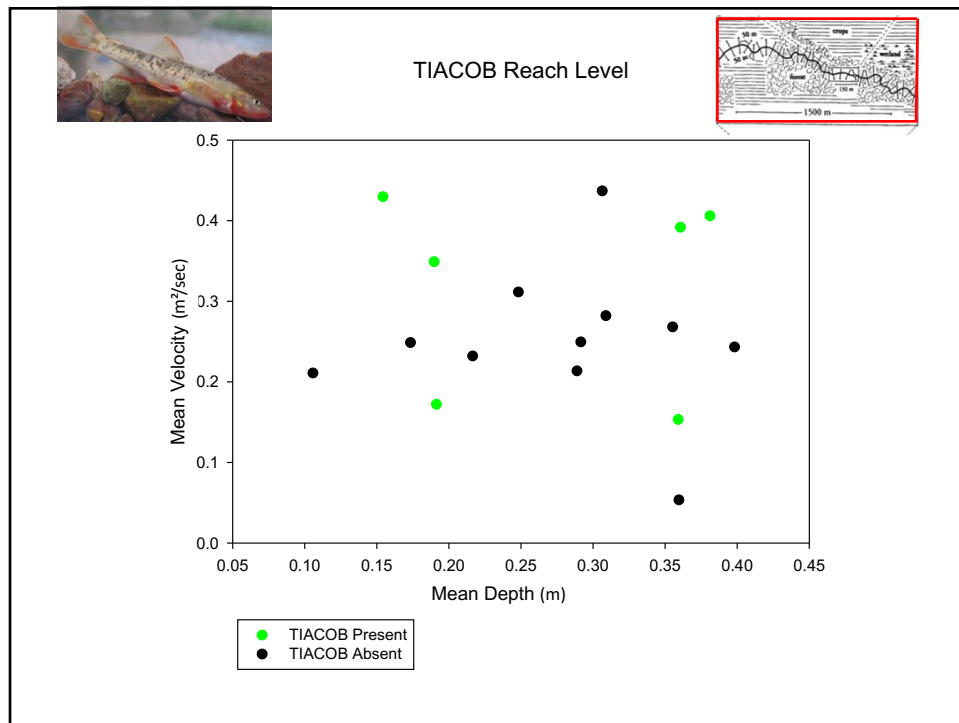 TIACOB Reach Level
50 m
50 m
crops
wetland
forest
150 m
1500 m
0.5
0.4
0.3
0.2
0.1
0.0
Mean Velocity (m²/sec)
0.05
0.10
0.15
0.20
0.25
0.30
0.35
0.40
0.45
Mean Depth (m)
TIACOB Present
TIACOB Absent